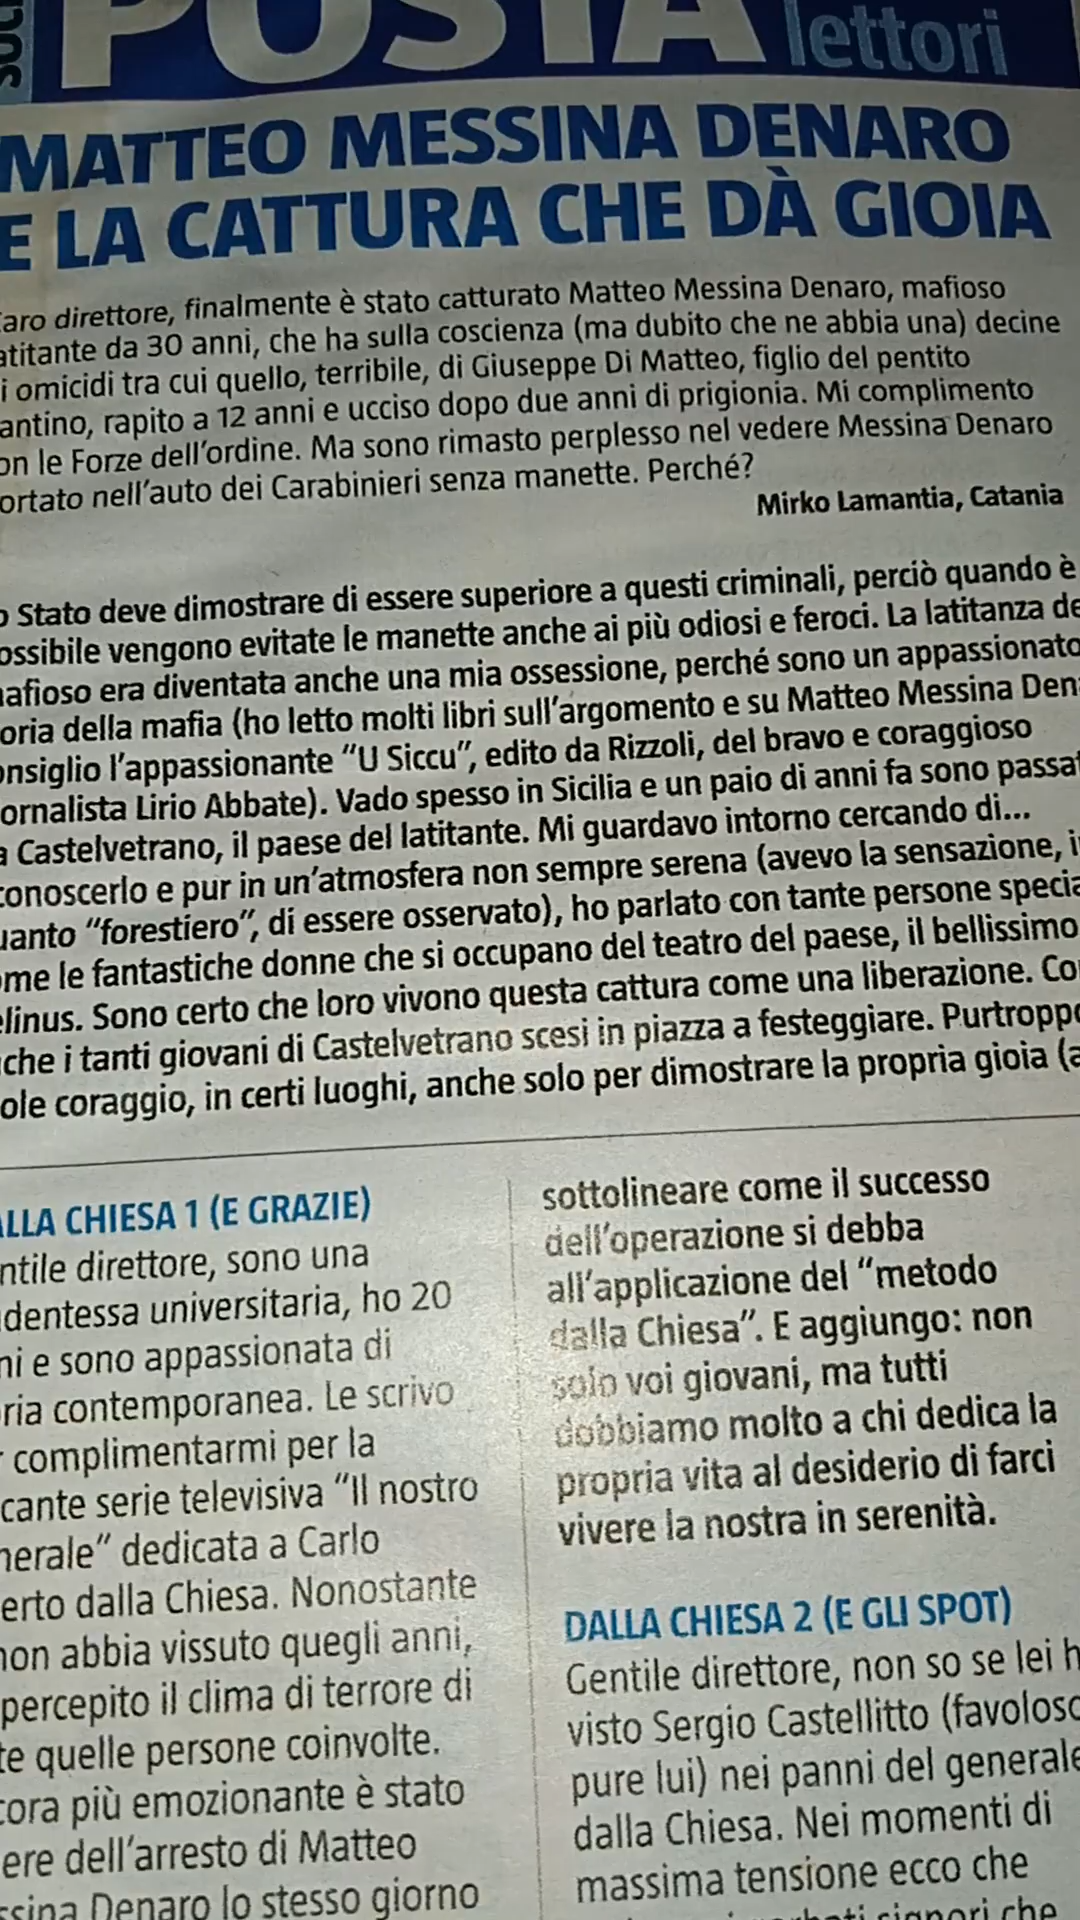 POSTA lettori
MATTEO MESSINA DENARO
E LA CATTURA CHE DÀ GIOIA
aro direttore, finalmente è stato catturato Matteo Messina Denaro, mafioso
atitante da 30 anni, che ha sulla coscienza (ma dubito che ne abbia una) decine
i omicidi tra cui quello, terribile, di Giuseppe Di Matteo, figlio del pentito
antino, rapito a 12 anni e ucciso dopo due anni di prigionia. Mi complimento
on le Forze dell'ordine. Ma sono rimasto perplesso nel vedere Messina Denaro
ortato nell'auto dei Carabinieri senza manette. Perché?
Mirko Lamantia, Catania
o Stato deve dimostrare di essere superiore a questi criminali, perciò quando è
ossibile vengono evitate le manette anche ai più odiosi e feroci. La latitanza de
afioso era diventata anche una mia ossessione, perché sono un appassionato
oria della mafia (ho letto molti libri sull'argomento e su Matteo Messina Den
onsiglio l'appassionante “U Siccu”, edito da Rizzoli, del bravo e coraggioso
ornalista Lirio Abbate). Vado spesso in Sicilia e un paio di anni fa sono passat
a Castelvetrano, il paese del latitante. Mi guardavo intorno cercando di...
conoscerlo e pur in un'atmosfera non sempre serena (avevo la sensazione, i
uanto “forestiero”, di essere osservato), ho parlato con tante persone specia
ome le fantastiche donne che si occupano del teatro del paese, il bellissimo
elinus. Sono certo che loro vivono questa cattura come una liberazione. Co
che i tanti giovani di Castelvetrano scesi in piazza a festeggiare. Purtroppo
ole coraggio, in certi luoghi, anche solo per dimostrare la propria gioia (a
ALLA CHIESA 1 (E GRAZIE)
ntile direttore, sono una
dentessa universitaria, ho 20
ni e sono appassionata di
ria contemporanea. Le scrivo
r complimentarmi per la
cante serie televisiva “Il nostro
nerale” dedicata a Carlo
erto dalla Chiesa. Nonostante
non abbia vissuto quegli anni,
percepito il clima di terrore di
te quelle persone coinvolte.
cora più emozionante è stato
ere dell'arresto di Matteo
ssina Denaro lo stesso giorno
sottolineare come il successo
dell'operazione si debba
all'applicazione del “metodo
dalla Chiesa”. E aggiungo: non
solo voi giovani, ma tutti
dobbiamo molto a chi dedica la
propria vita al desiderio di farci
vivere la nostra in serenità.
DALLA CHIESA 2 (E GLI SPOT)
Gentile direttore, non so se lei h
visto Sergio Castellitto (favoloso
pure lui) nei panni del generale
dalla Chiesa. Nei momenti di
massima tensione ecco che
signori che